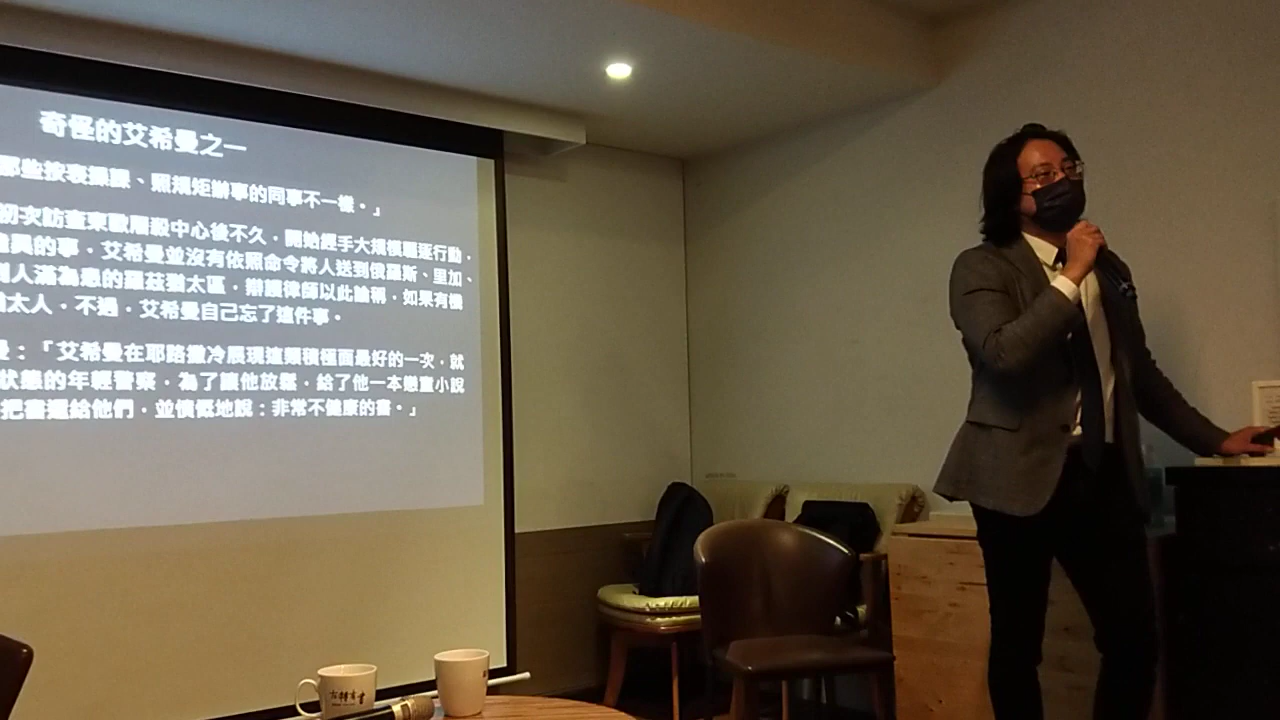 奇怪的艾希曼之一
那些按表操課、照規矩辦事的同事不一樣。」
初次訪查東歐屠殺中心後不久，開始經手大規模驅逐行動，
異的事，艾希曼並沒有依照命令將人送到俄羅斯、里加、
到人滿為患的羅茲猶太區，辯護律師以此論稱，如果有機
猶太人，不過，艾希曼自己忘了這件事。
：「艾希曼在耶路撒冷展現這類積極面最好的一次，就
狀態的年輕警察，為了讓他放鬆，給了他一本戀童小說
把書還給他們，並憤慨地說：非常不健康的書。」